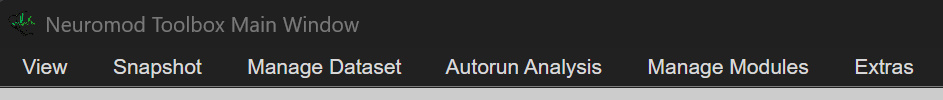 Neuromod Toolbox Main Window
View Snapshot Manage Dataset Autorun Analysis Manage Modules Extras